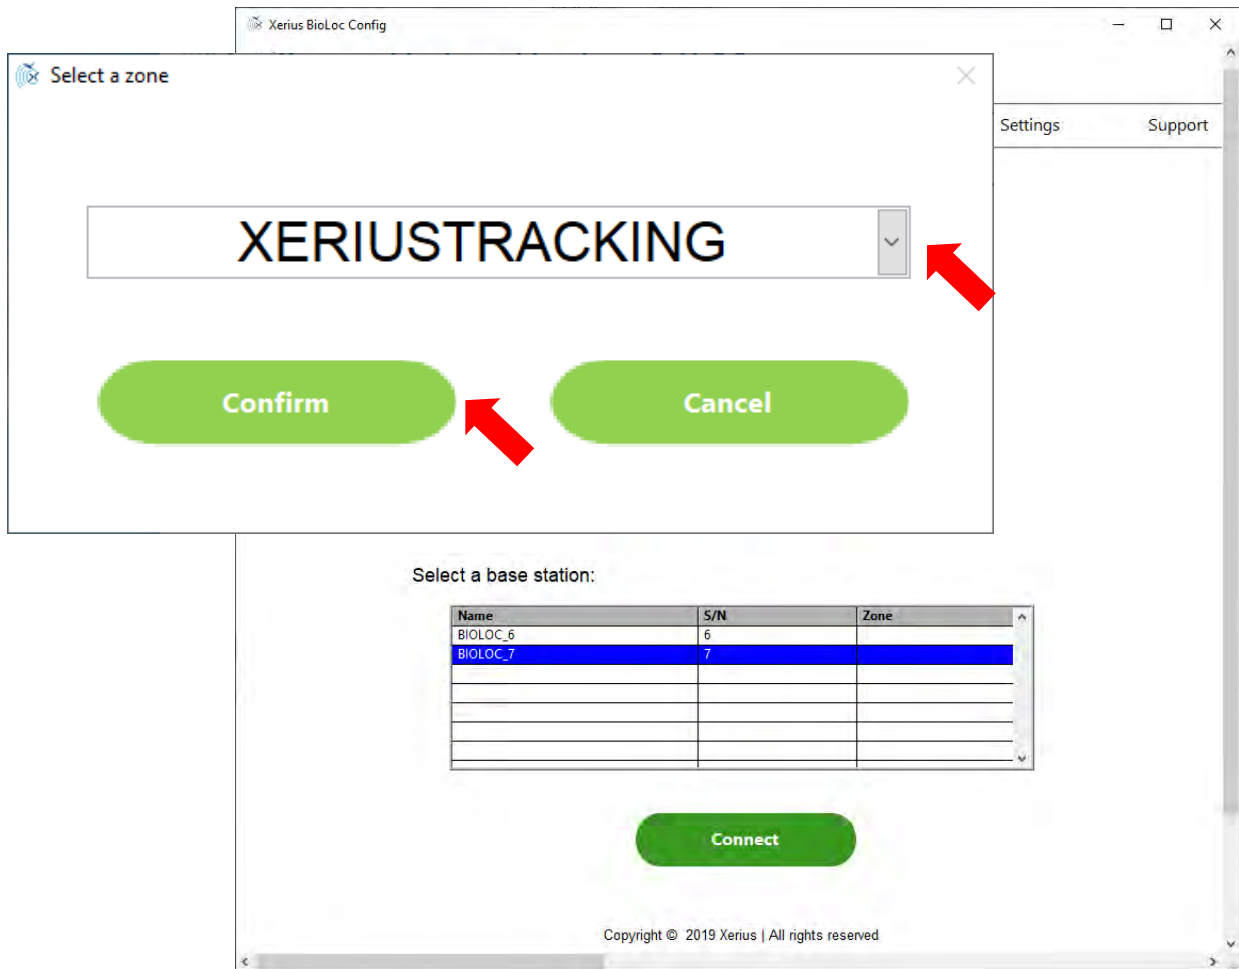 Xerius BioLoc Config
Select a zone
Settings Support
XERIUSTRACKING
Confirm Cancel
Select a base station:
Name S/N Zone
BIOLOC_6 6
BIOLOC_7 7
Connect
Copyright © 2019 Xerius | All rights reserved